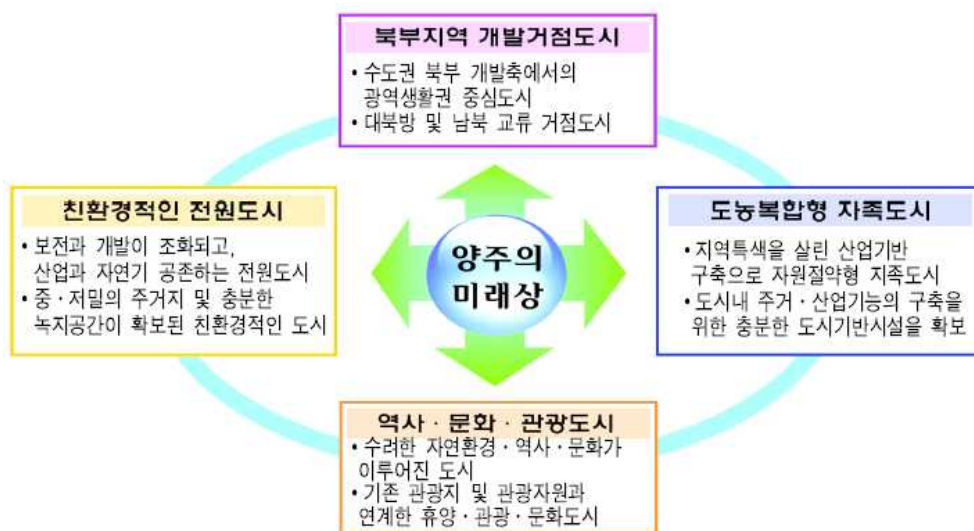 북부지역 개발거점도시
• 수도권 북부 개발축에서의
광역생활권 중심도시
• 대북방 및 남북 교류 거점도시
친환경적인 전원도시
• 보전과 개발이 조화되고,
산업과 자연기 공존하는 전원도시
• 중·저밀의 주거지 및 충분한
녹지공간이 확보된 친환경적인 도시
양주의
미래상
도농복합형 자족도시
• 지역특색을 살린 산업기반
구축으로 자원절약형 지족도시
• 도시내 주거·산업기능의 구축을
위한 충분한 도시기반시설을 확보
역사·문화·관광도시
• 수려한 자연환경·역사·문화가
이루어진 도시
• 기존 관광지 및 관광자원과
연계한 휴양·관광·문화도시